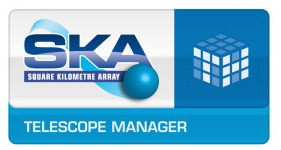 SKA
SQUARE KILOMETRE ARRAY
TELESCOPE MANAGER